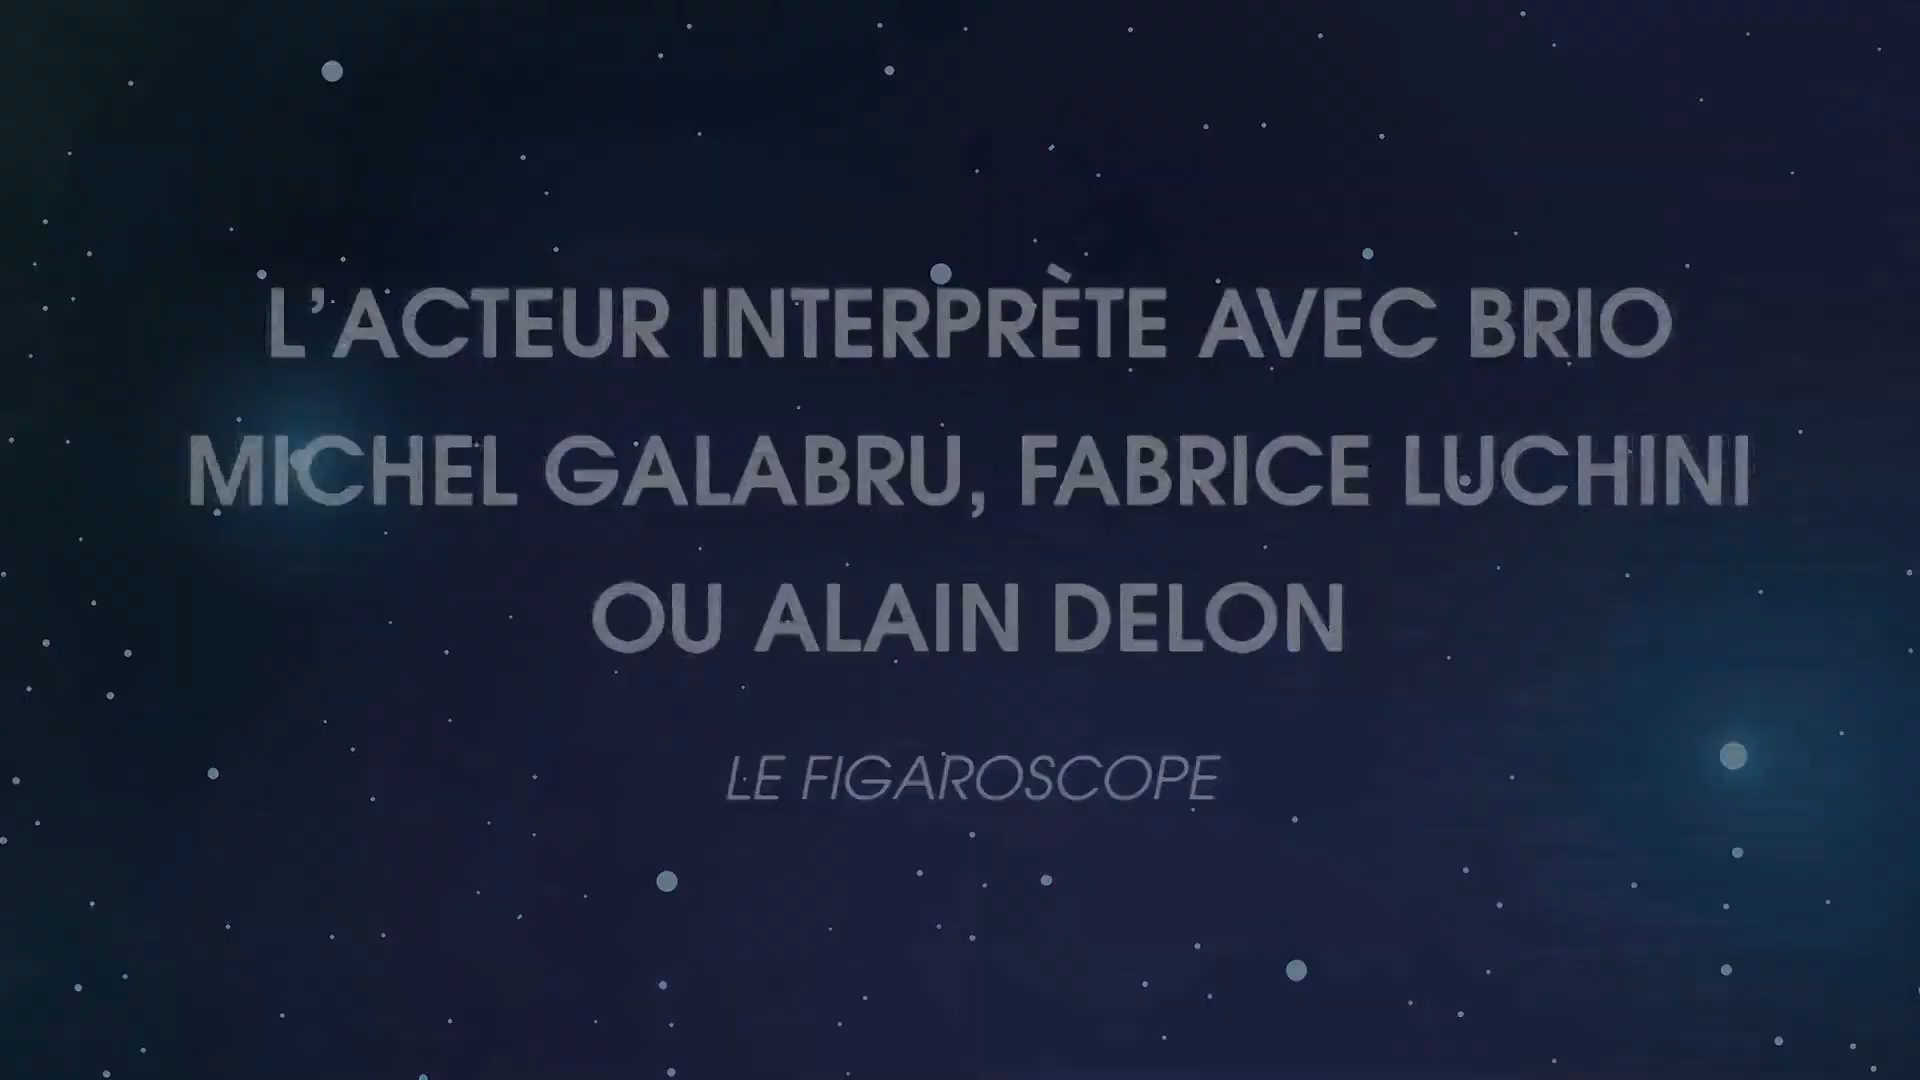 L’ACTEUR INTERPRÈTE AVEC BRIO
MICHEL GALABRU, FABRICE LUCHINI
OU ALAIN DELON
LE FIGAROSCOPE